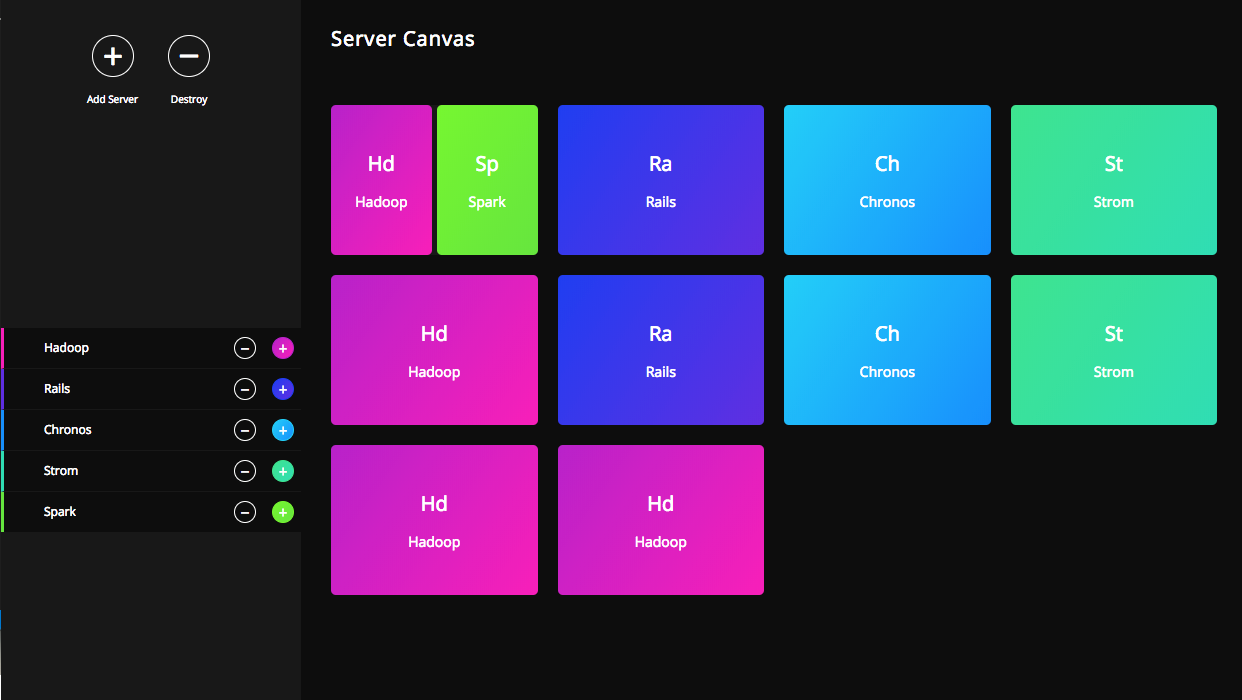 Add Server
Destroy
Hadoop
Rails
Chronos
Strom
Spark
Server Canvas
Hd
Hadoop
Sp
Spark
Ra
Rails
Ch
Chronos
St
Strom
Hd
Hadoop
Ra
Rails
Ch
Chronos
St
Strom
Hd
Hadoop
Hd
Hadoop